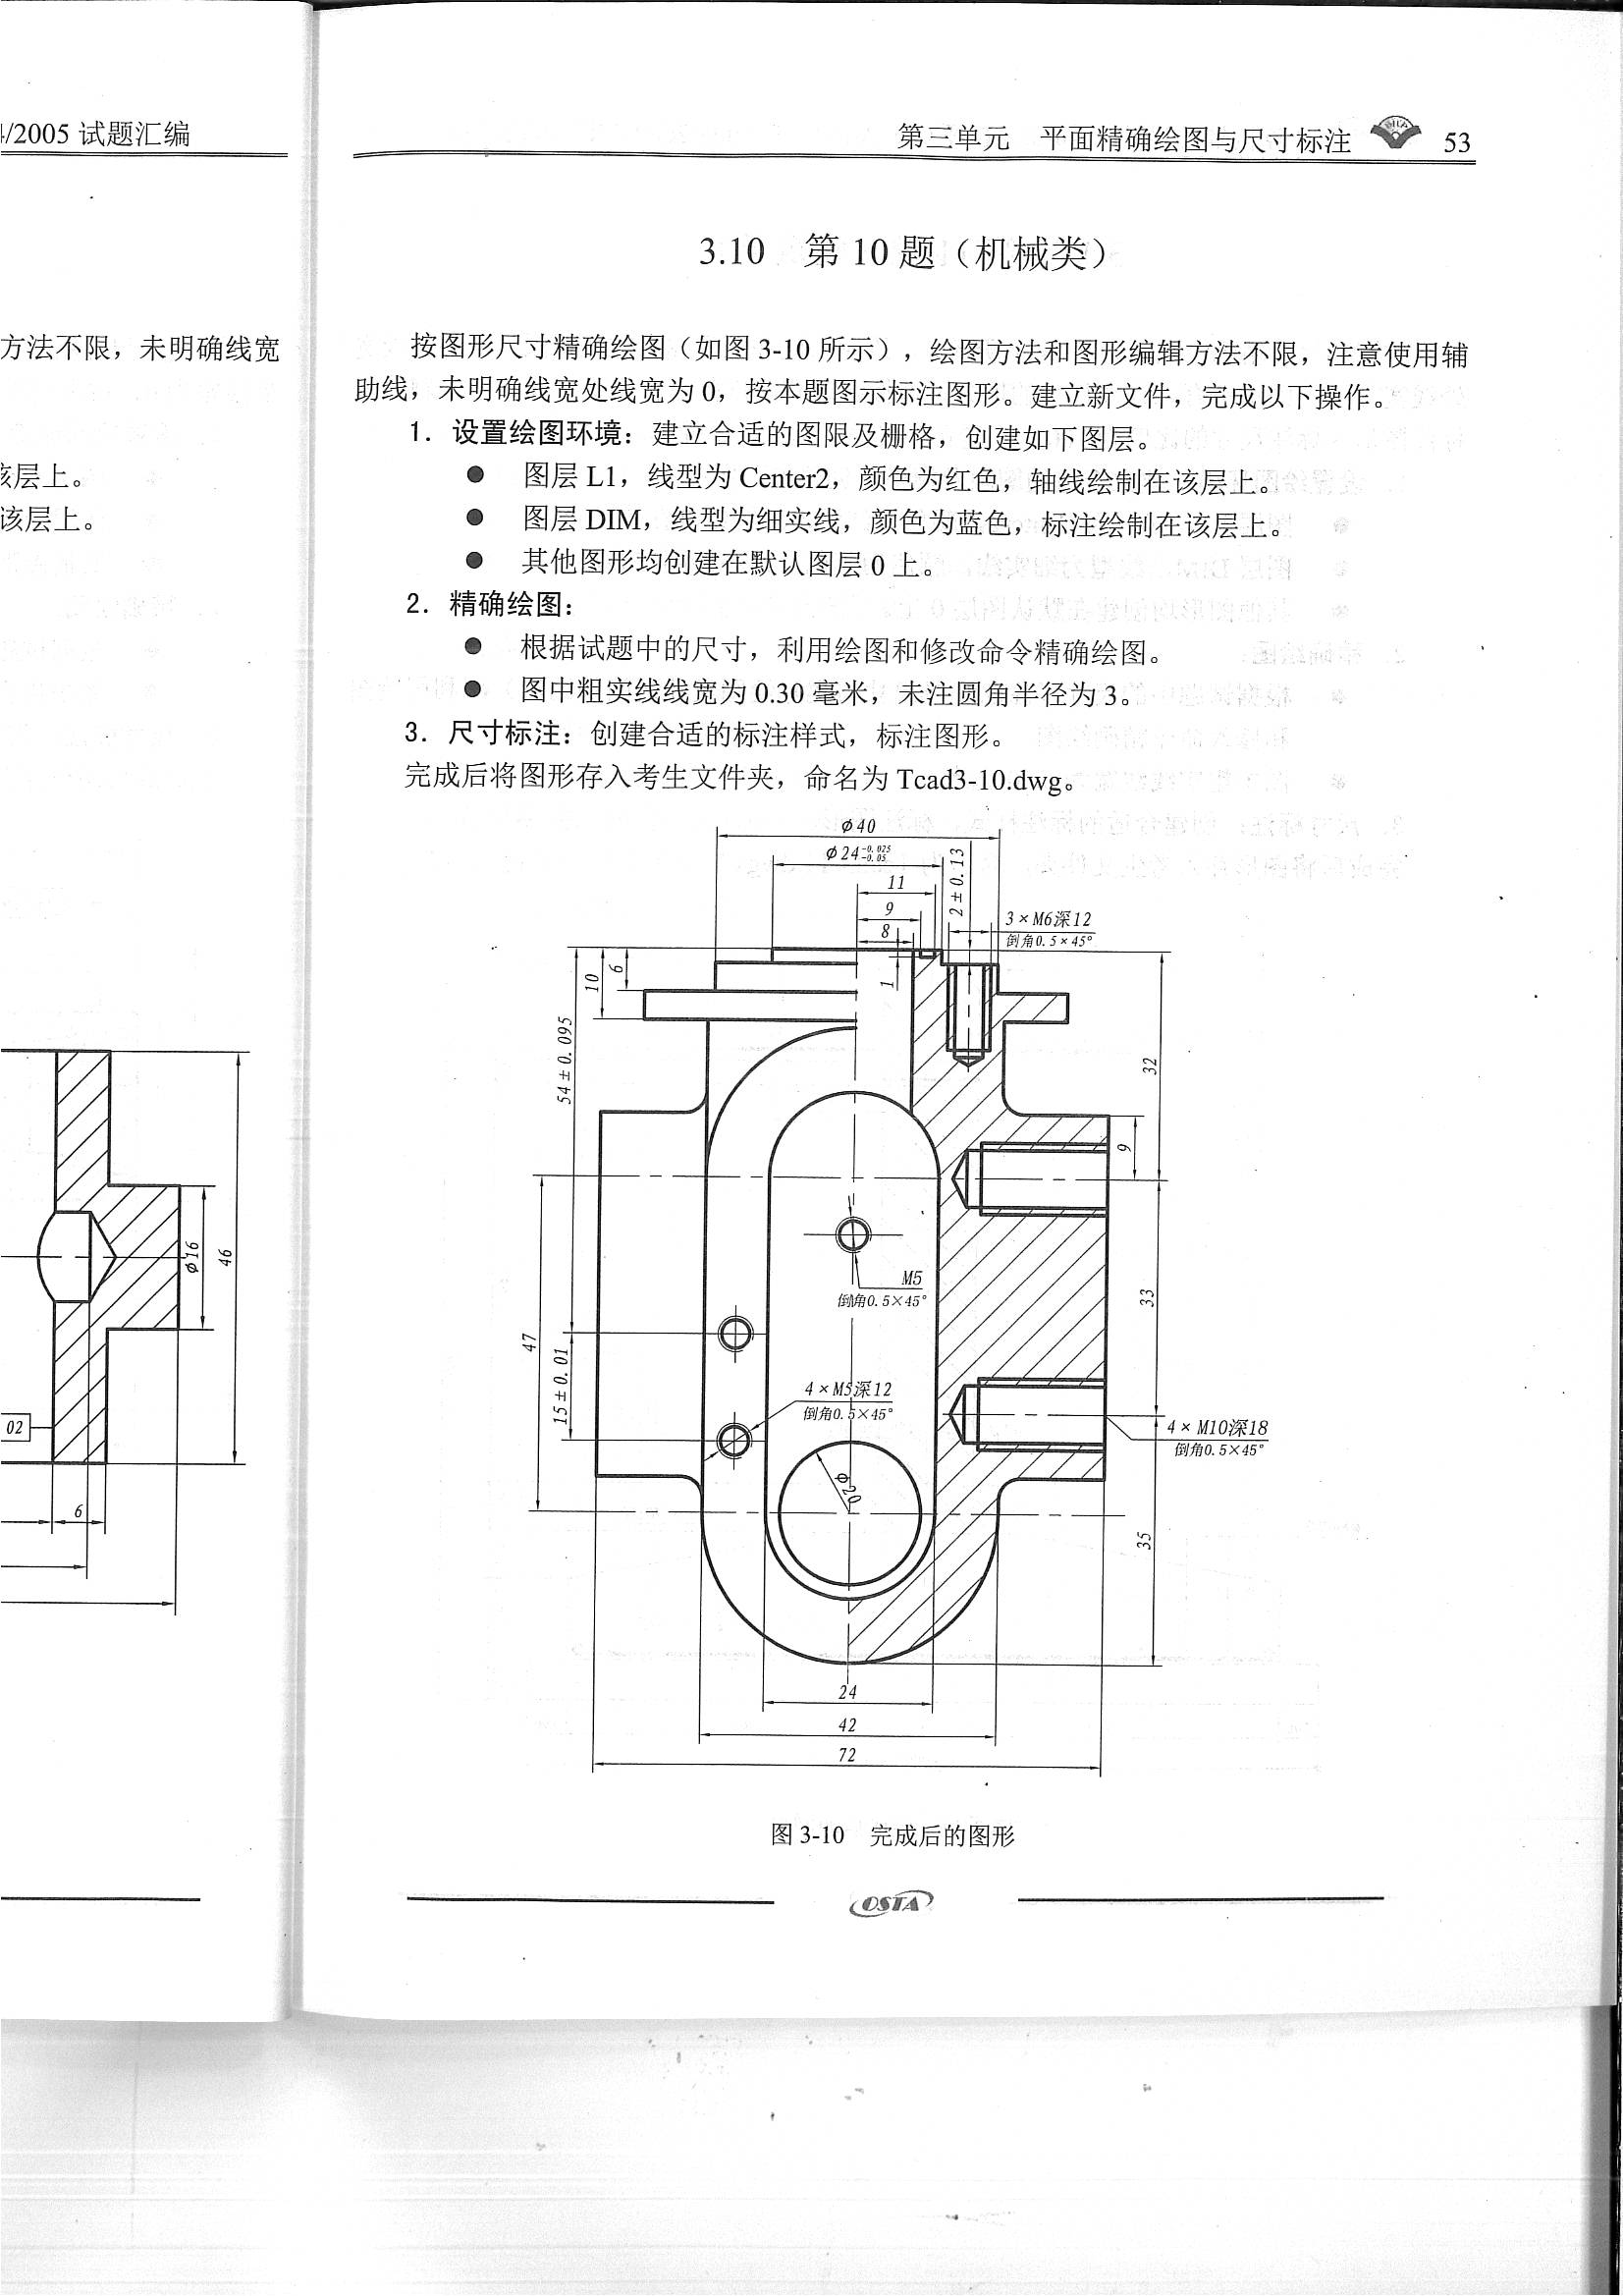 4/2005 试题汇编
方法不限，未明确线宽
该层上。
该层上。
φ16
46
02
6
第三单元 平面精确绘图与尺寸标注 53
3.10 第 10 题（机械类）
按图形尺寸精确绘图（如图 3-10 所示），绘图方法和图形编辑方法不限，注意使用辅
助线，未明确线宽处线宽为 0，按本题图示标注图形。建立新文件，完成以下操作。
1．设置绘图环境：建立合适的图限及栅格，创建如下图层。
● 图层 L1，线型为 Center2，颜色为红色，轴线绘制在该层上。
● 图层 DIM，线型为细实线，颜色为蓝色，标注绘制在该层上。
● 其他图形均创建在默认图层 0 上。
2．精确绘图：
● 根据试题中的尺寸，利用绘图和修改命令精确绘图。
● 图中粗实线线宽为 0.30 毫米，未注圆角半径为 3。
3．尺寸标注：创建合适的标注样式，标注图形。
完成后将图形存入考生文件夹，命名为 Tcad3-10.dwg。
φ40
φ24-0.025
-0.05
2±0.13
11
9
8
3×M6深12
倒角0.5×45°
10
6
1
54±0.095
32
9
M5
倒角0.5×45°
33
47
15±0.01
4×M5深12
倒角0.5×45°
4×M10深18
倒角0.5×45°
φ20
35
24
42
72
图 3-10 完成后的图形
OSTA